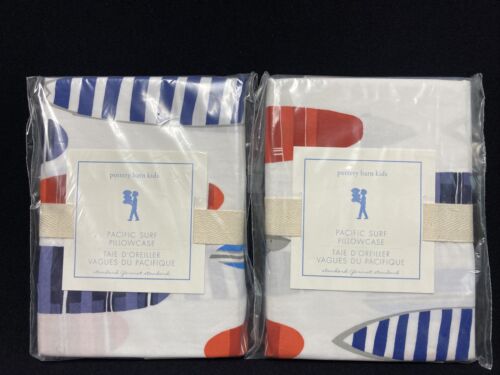 pottery barn kids
PACIFIC SURF
PILLOWCASE
TAIE D'OREILLER
VAGUES DU PACIFIQUE
standard/format standard
pottery barn kids
PACIFIC SURF
PILLOWCASE
TAIE D'OREILLER
VAGUES DU PACIFIQUE
standard/format standard